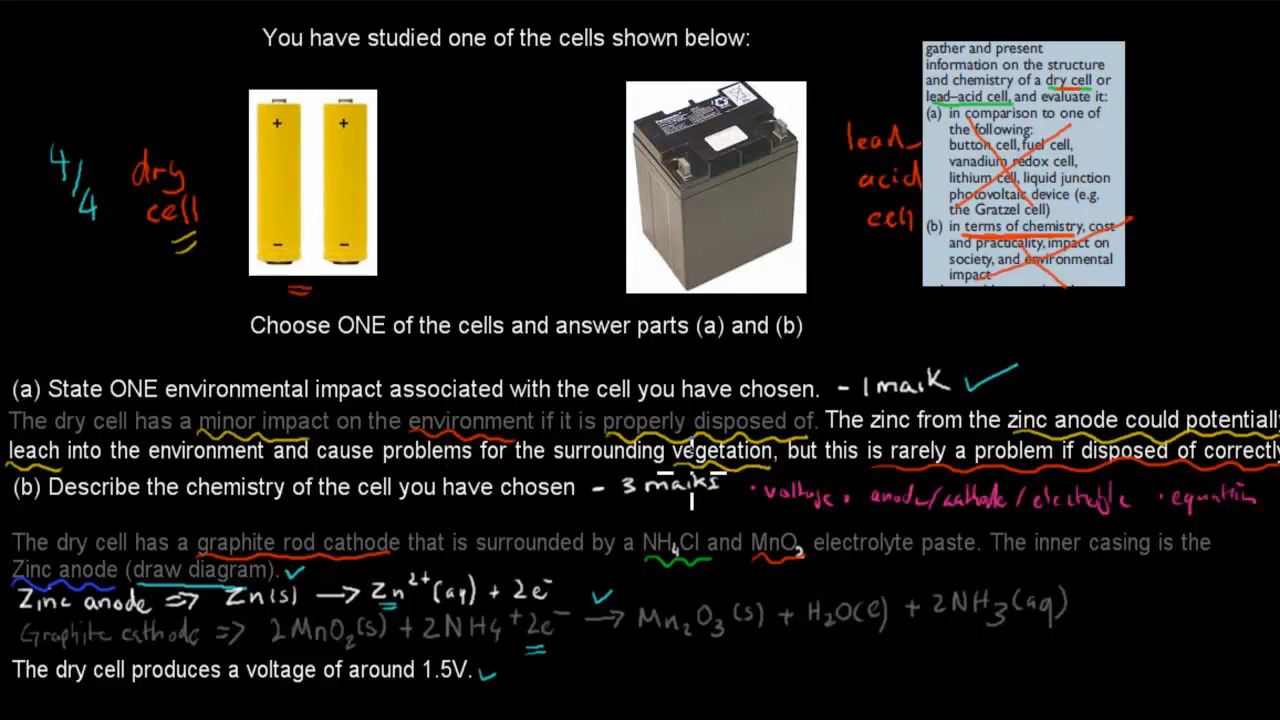 You have studied one of the cells shown below:
gather and present
information on the structure
and chemistry of a dry cell or
lead–acid cell, and evaluate it:
(a) in comparison to one of
the following:
button cell, fuel cell,
vanadium redox cell,
lithium cell, liquid junction
photovoltaic device (e.g.
the Gratzel cell)
(b) in terms of chemistry, cost
and practicality, impact on
society, and environmental
impact
4/4
dry
cell
+ +
- -
lead
acid
cell
Choose ONE of the cells and answer parts (a) and (b)
(a) State ONE environmental impact associated with the cell you have chosen. - 1 mark
The dry cell has a minor impact on the environment if it is properly disposed of. The zinc from the zinc anode could potentially
leach into the environment and cause problems for the surrounding vegetation, but this is rarely a problem if disposed of correctly
(b) Describe the chemistry of the cell you have chosen - 3 marks · voltage · anode/cathode/electrolyte · equation
The dry cell has a graphite rod cathode that is surrounded by a NH4Cl and MnO2 electrolyte paste. The inner casing is the
Zinc anode (draw diagram).
Zinc anode => Zn(s) → Zn²⁺(aq) + 2e⁻
Graphite cathode => 2MnO₂(s) + 2NH₄⁺ 2e⁻ → Mn₂O₃(s) + H₂O(l) + 2NH₃(aq)
The dry cell produces a voltage of around 1.5V.